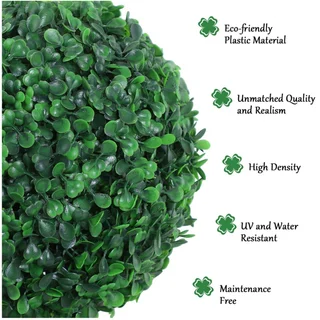 Eco-friendly
Plastic Material
Unmatched Quality
and Realism
High Density
UV and Water
Resistant
Maintenance
Free